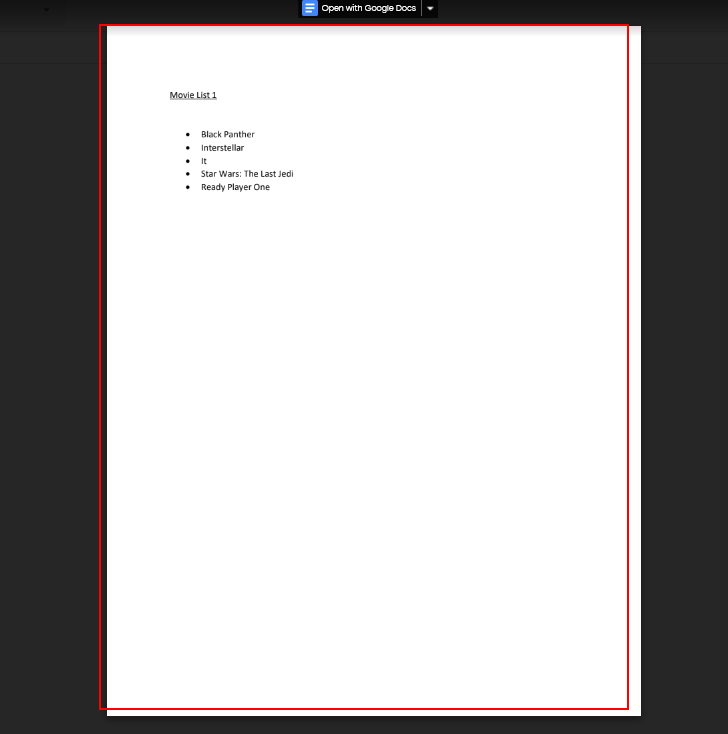 Open with Google Docs
Movie List 1
• Black Panther
• Interstellar
• It
• Star Wars: The Last Jedi
• Ready Player One